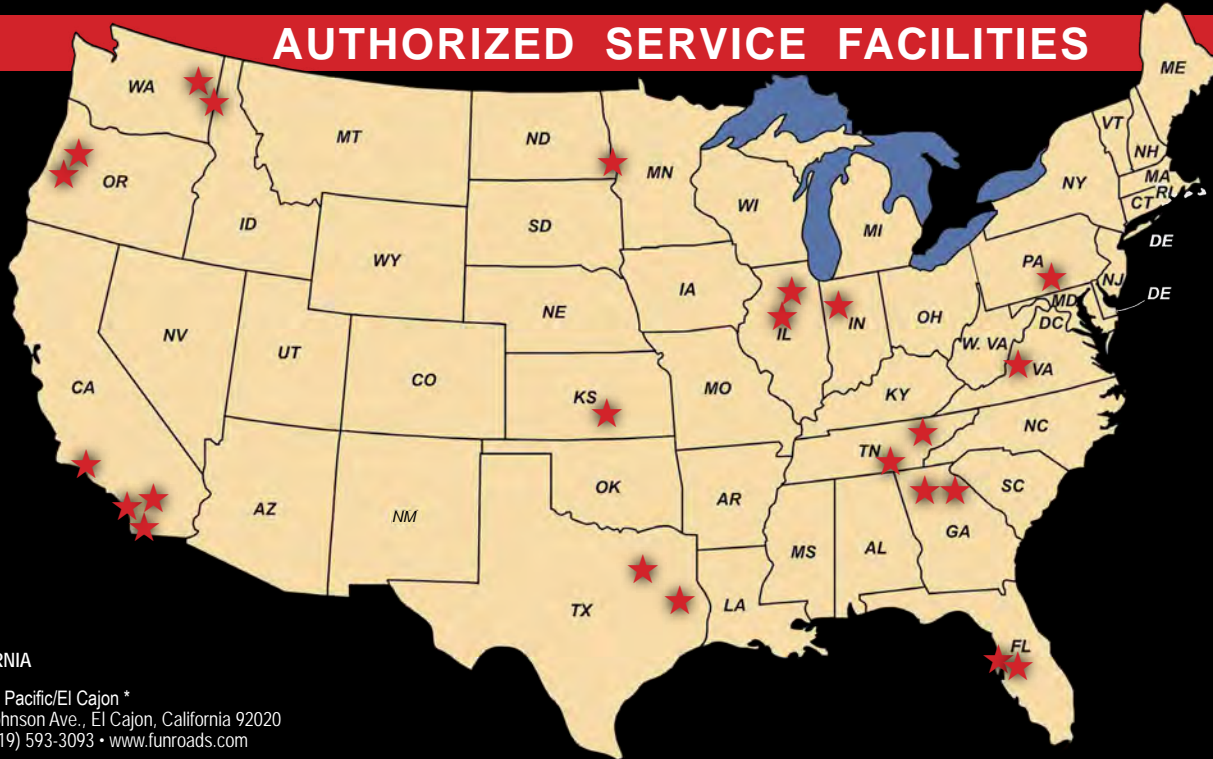 AUTHORIZED SERVICE FACILITIES
ME
WA
VT
MT
ND
NH
MN
MA
OR
NY
RI
CT
WI
ID
SD
MI
DE
WY
PA
IA
NJ
DE
MD
NE
OH
IN
DC
NV
IL
W. VA
UT
VA
CO
MO
CA
KS
KY
NC
TN
OK
SC
AZ
AR
NM
GA
MS
AL
TX
LA
FL
RNIA
Pacific/El Cajon *
hnson Ave., El Cajon, California 92020
19) 593-3093 • www.funroads.com